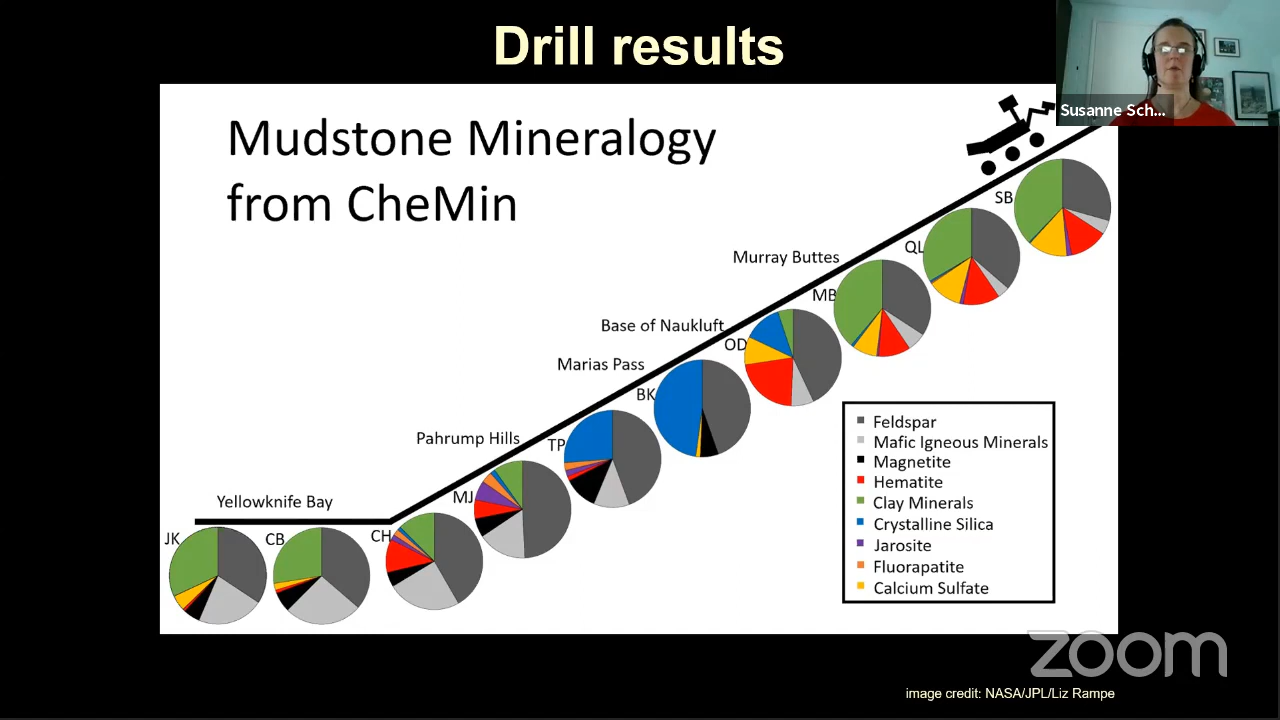 Drill results
Susanne Sch...
Mudstone Mineralogy
from CheMin
SB
QL
Murray Buttes
MB
Base of Naukluft
OD
Marias Pass
BK
Pahrump Hills
TP
MJ
Yellowknife Bay
JK
CB
CH
Feldspar
Mafic Igneous Minerals
Magnetite
Hematite
Clay Minerals
Crystalline Silica
Jarosite
Fluorapatite
Calcium Sulfate
zoom
image credit: NASA/JPL/Liz Rampe